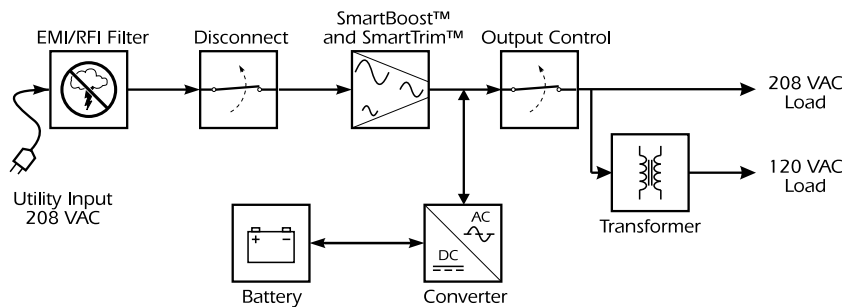 SmartBoost™
and SmartTrim™
EMI/RFI Filter
Disconnect
Output Control
208 VAC
Load
120 VAC
Load
Utility Input
208 VAC
Transformer
AC
DC
+ −
Battery
Converter